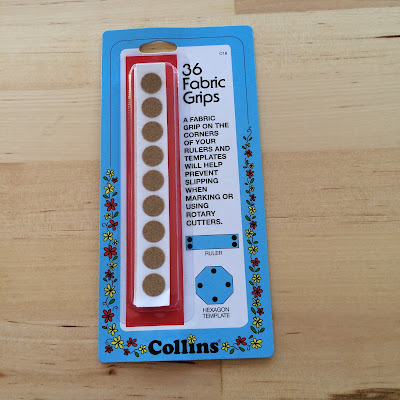 C16
36
Fabric
Grips
A FABRIC
GRIP ON THE
CORNERS
OF YOUR
RULERS AND
TEMPLATES
WILL HELP
PREVENT
SLIPPING
WHEN
MARKING OR
USING
ROTARY
CUTTERS.
RULER
HEXAGON
TEMPLATE
Collins